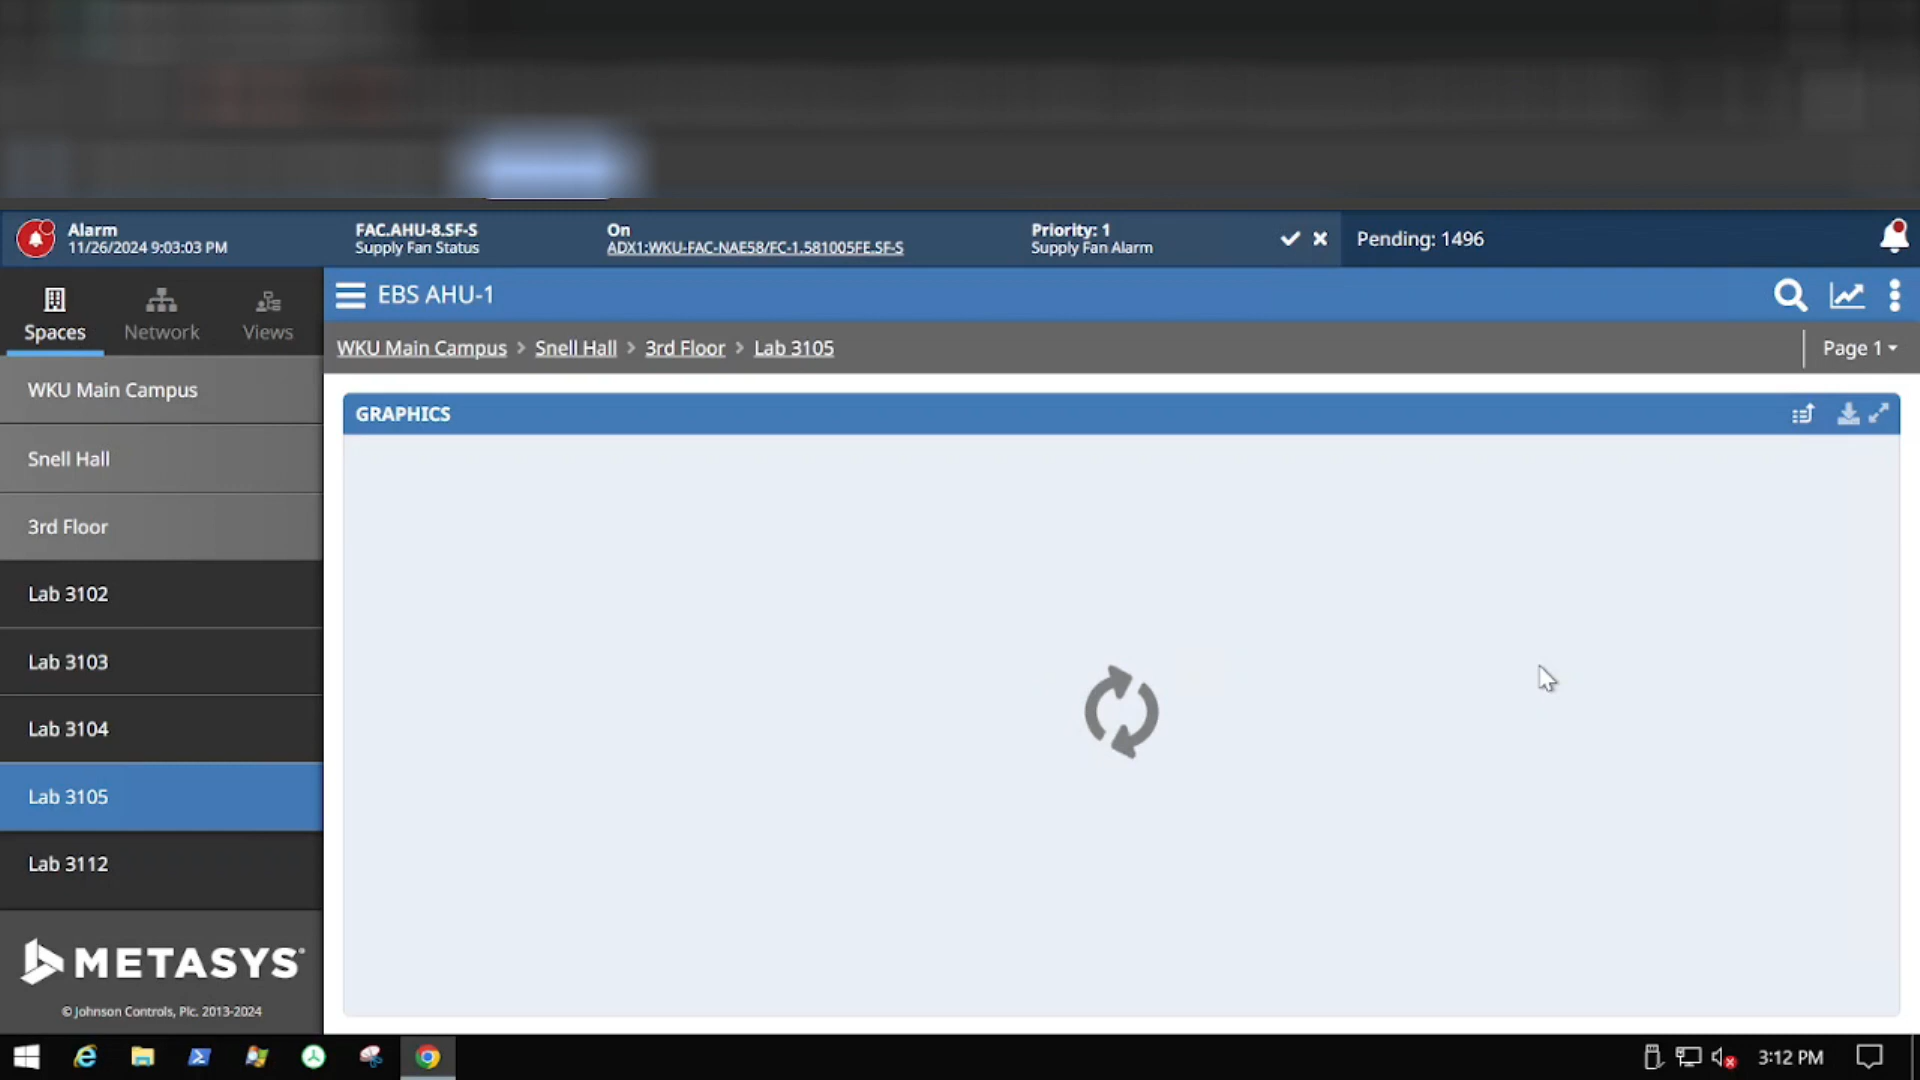 Alarm
11/26/2024 9:03:03 PM
FAC.AHU-8.SF-S
Supply Fan Status
On
ADX1:WKU-FAC-NAE58/FC-1.581005FE.SF-S
Priority: 1
Supply Fan Alarm
Pending: 1496
Spaces
Network
Views
EBS AHU-1
WKU Main Campus > Snell Hall > 3rd Floor > Lab 3105
Page 1
WKU Main Campus
Snell Hall
3rd Floor
Lab 3102
Lab 3103
Lab 3104
Lab 3105
Lab 3112
GRAPHICS
METASYS®
© Johnson Controls, Plc. 2013-2024
3:12 PM